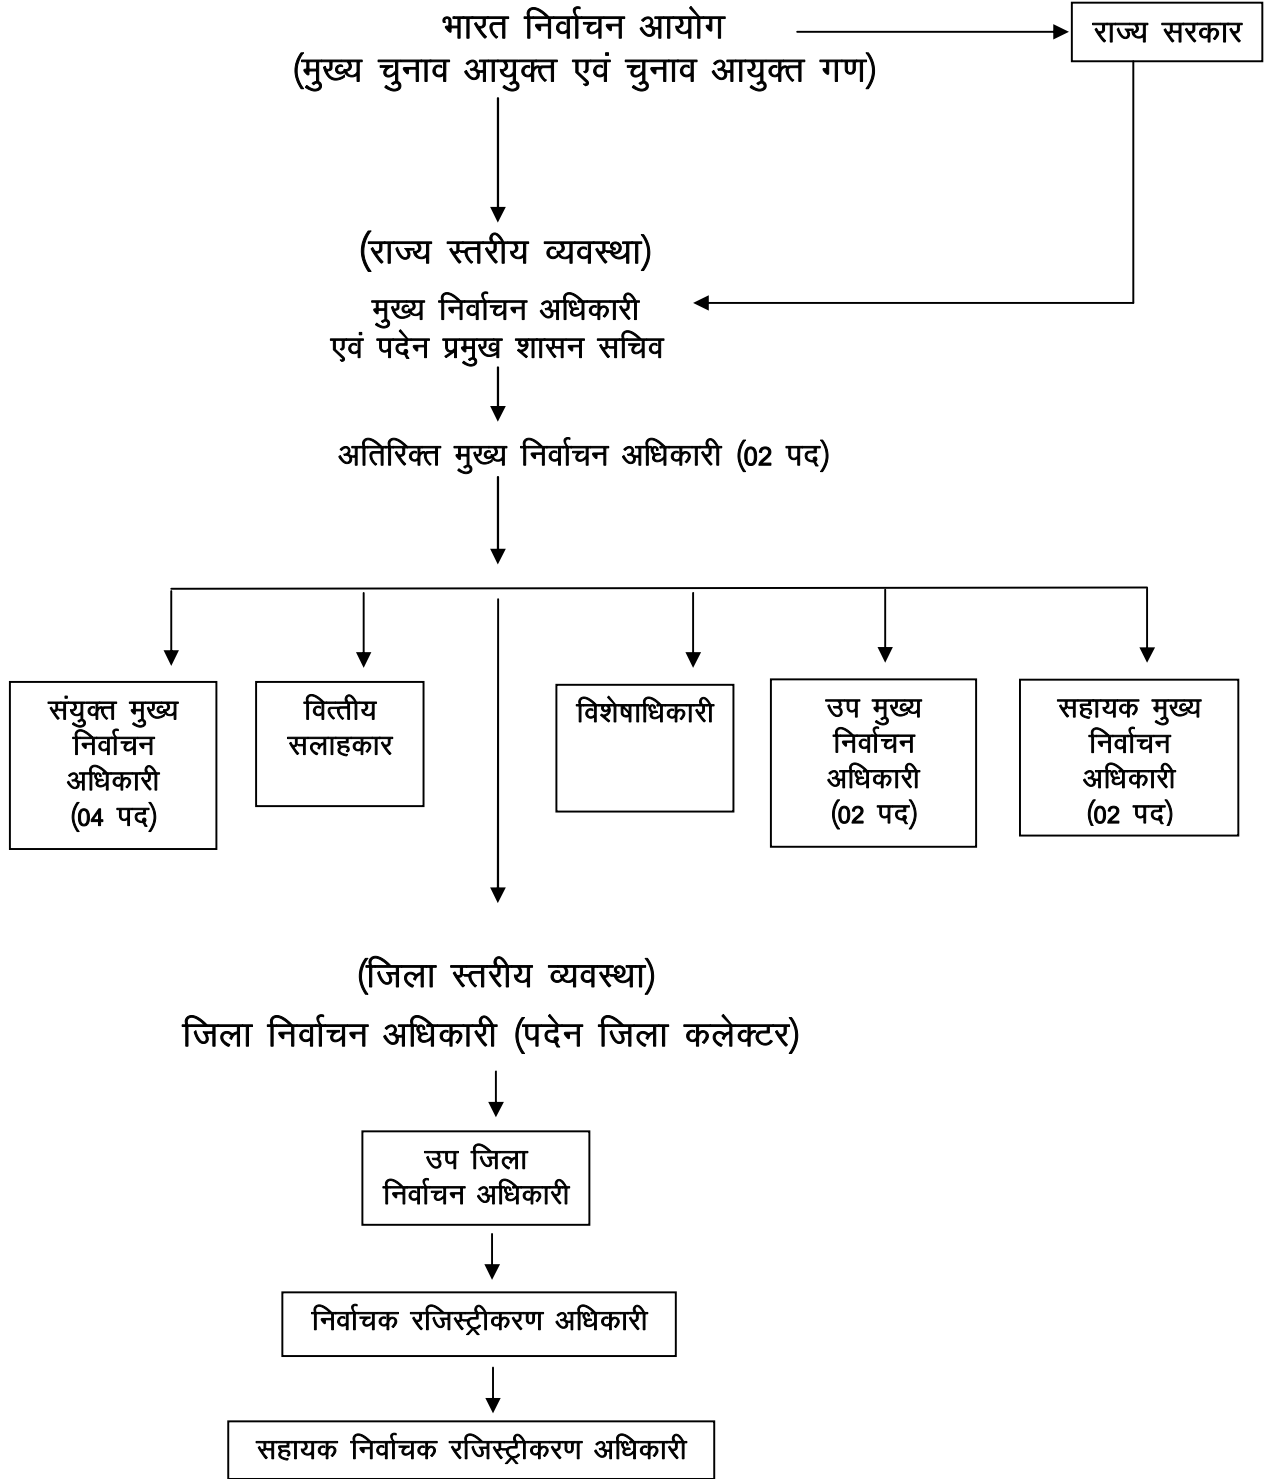 भारत निर्वाचन आयोग
राज्य सरकार
(मुख्य चुनाव आयुक्त एवं चुनाव आयुक्त गण)
(राज्य स्तरीय व्यवस्था)
मुख्य निर्वाचन अधिकारी
एवं पदेन प्रमुख शासन सचिव
अतिरिक्त मुख्य निर्वाचन अधिकारी (02 पद)
संयुक्त मुख्य
निर्वाचन
अधिकारी
(04 पद)
वित्तीय
सलाहकार
विशेषाधिकारी
उप मुख्य
निर्वाचन
अधिकारी
(02 पद)
सहायक मुख्य
निर्वाचन
अधिकारी
(02 पद)
(जिला स्तरीय व्यवस्था)
जिला निर्वाचन अधिकारी (पदेन जिला कलेक्टर)
उप जिला
निर्वाचन अधिकारी
निर्वाचक रजिस्ट्रीकरण अधिकारी
सहायक निर्वाचक रजिस्ट्रीकरण अधिकारी